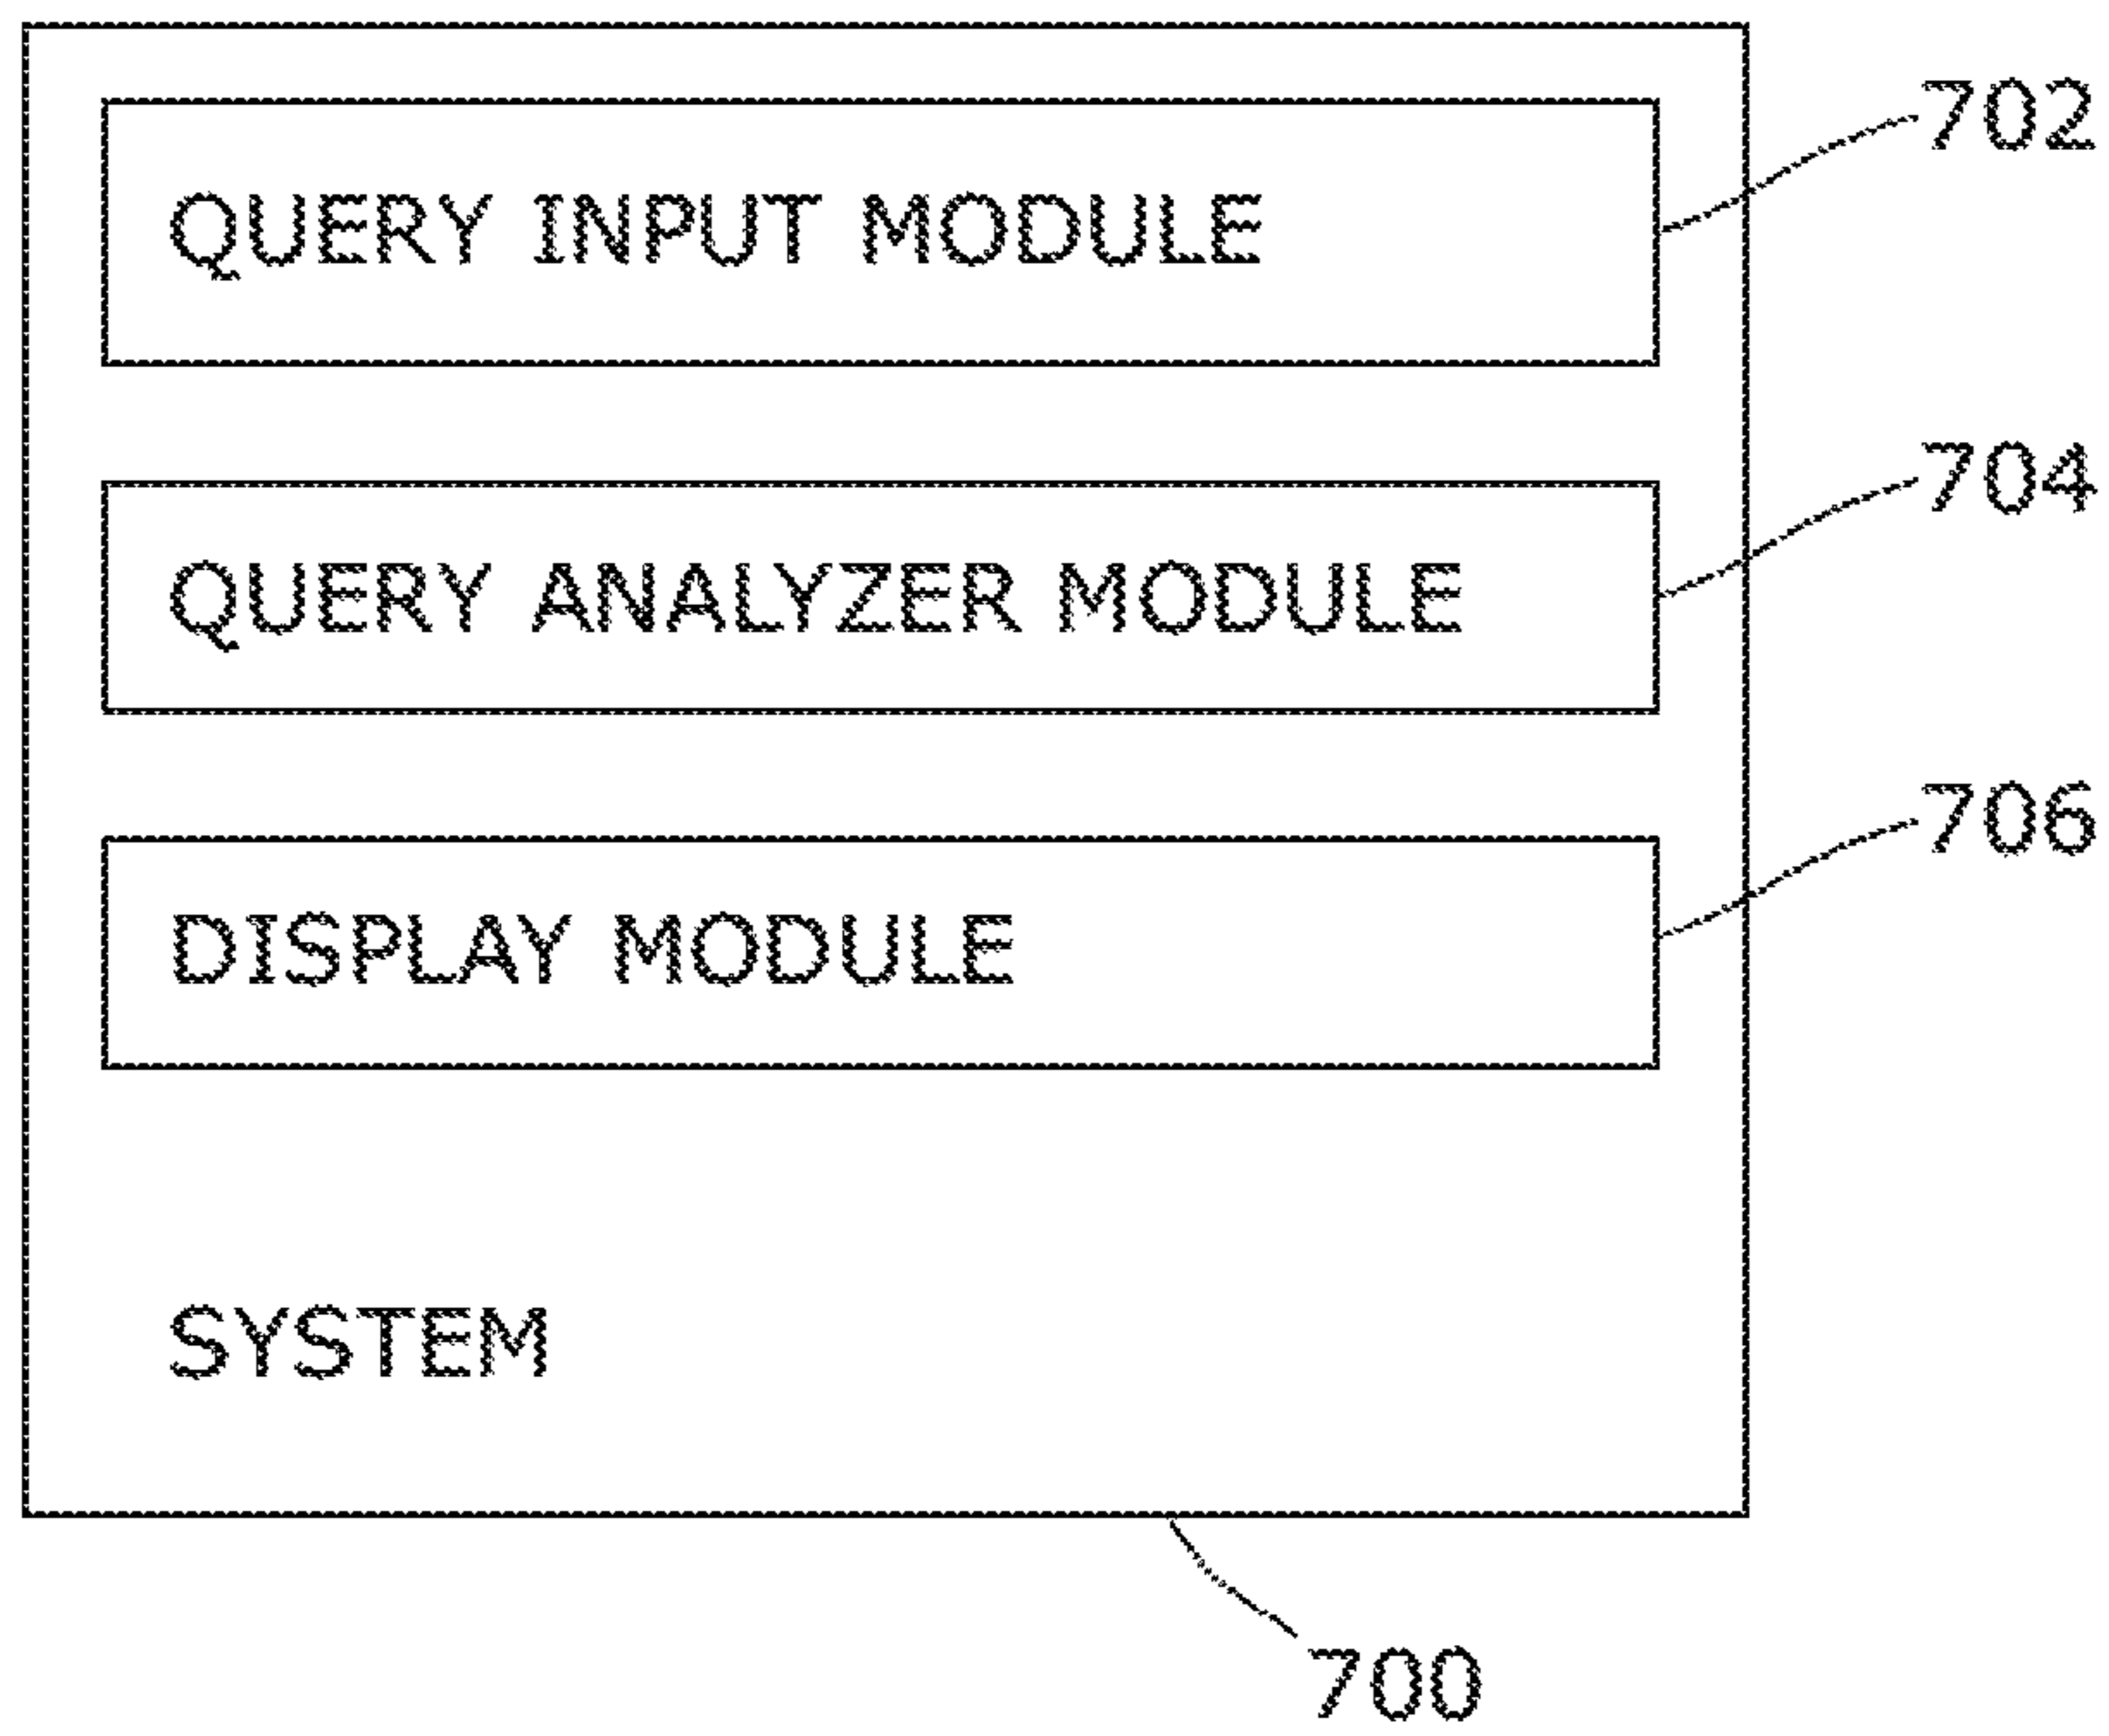 702
QUERY INPUT MODULE
704
QUERY ANALYZER MODULE
706
DISPLAY MODULE
SYSTEM
700